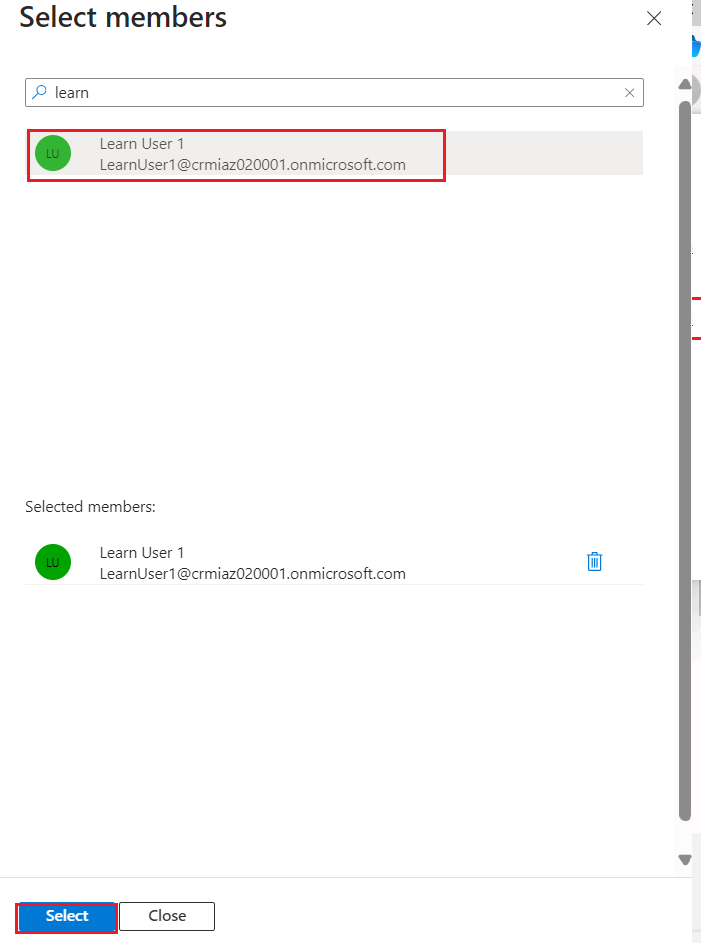 Select members
learn
LU
Learn User 1
LearnUser1@crmiaz020001.onmicrosoft.com
Selected members:
LU
Learn User 1
LearnUser1@crmiaz020001.onmicrosoft.com
Select
Close